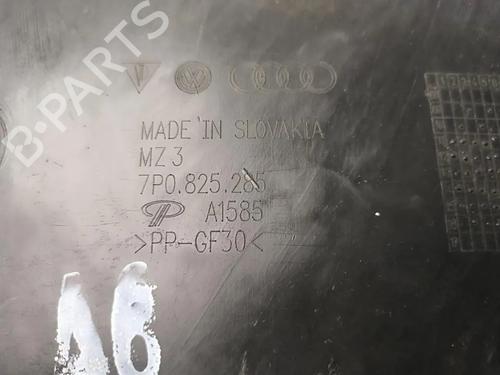 B-PARTS
MADE IN SLOVAKIA
MZ 3
7P0.825.285
A1585
>PP-GF30<